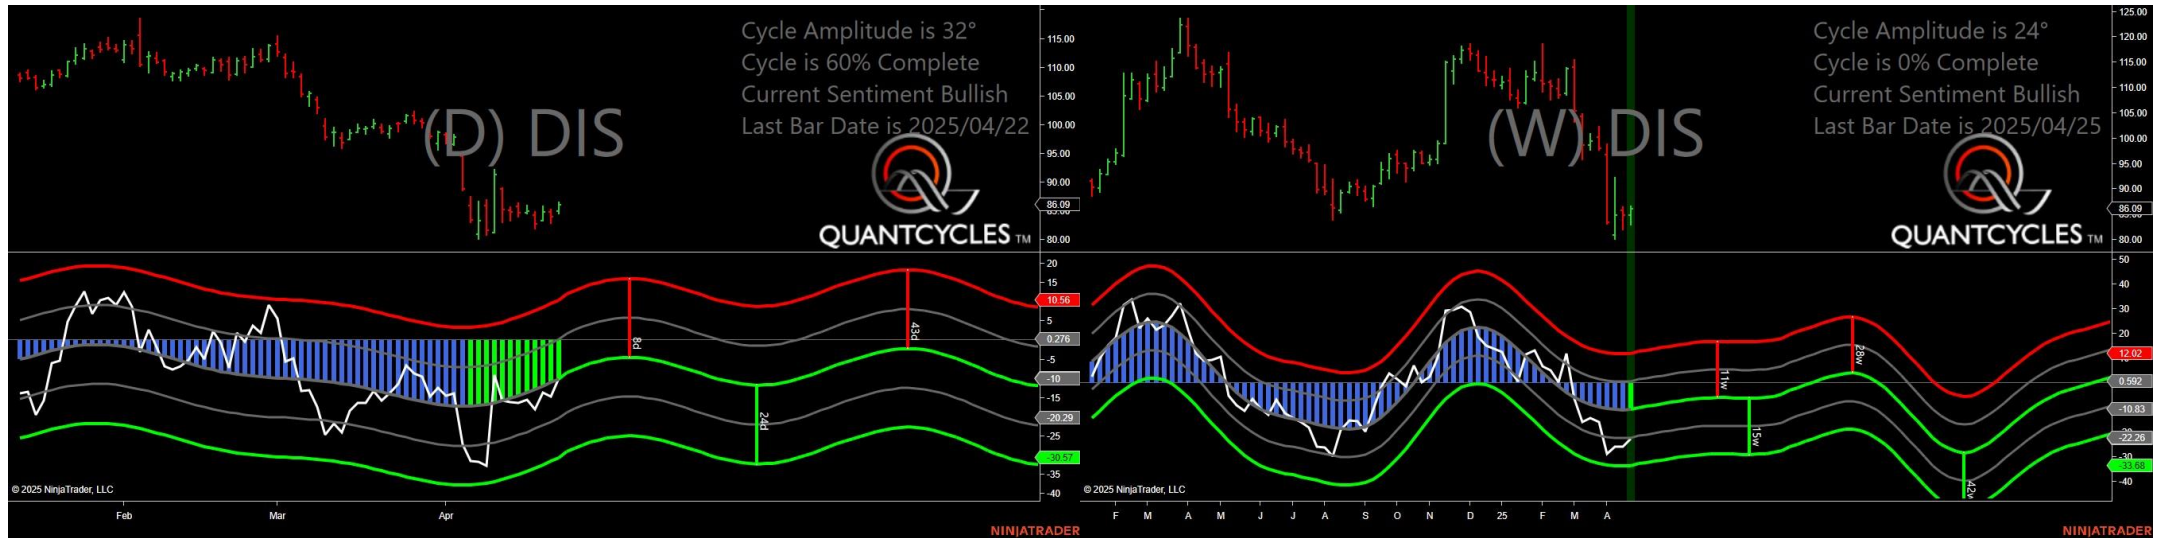 Cycle Amplitude is 32°
Cycle is 60% Complete
Current Sentiment Bullish
Last Bar Date is 2025/04/22
(D) DIS
QUANTCYCLES TM
115.00
110.00
105.00
100.00
95.00
90.00
86.09
85.00
80.00
20
15
10.56
5
0.276
-5
-10
-15
-20.29
-25
-30.57
-35
-40
8d
24d
43d
© 2025 NinjaTrader, LLC
Feb Mar Apr
NINJATRADER
Cycle Amplitude is 24°
Cycle is 0% Complete
Current Sentiment Bullish
Last Bar Date is 2025/04/25
(W) DIS
QUANTCYCLES TM
125.00
120.00
115.00
110.00
105.00
100.00
95.00
90.00
86.09
80.00
50
40
30
20
12.02
0.592
-10.83
-22.26
-30
-33.68
-40
11w
15w
28w
© 2025 NinjaTrader, LLC
F M A M J J A S O N D 25 F M A
NINJATRADER